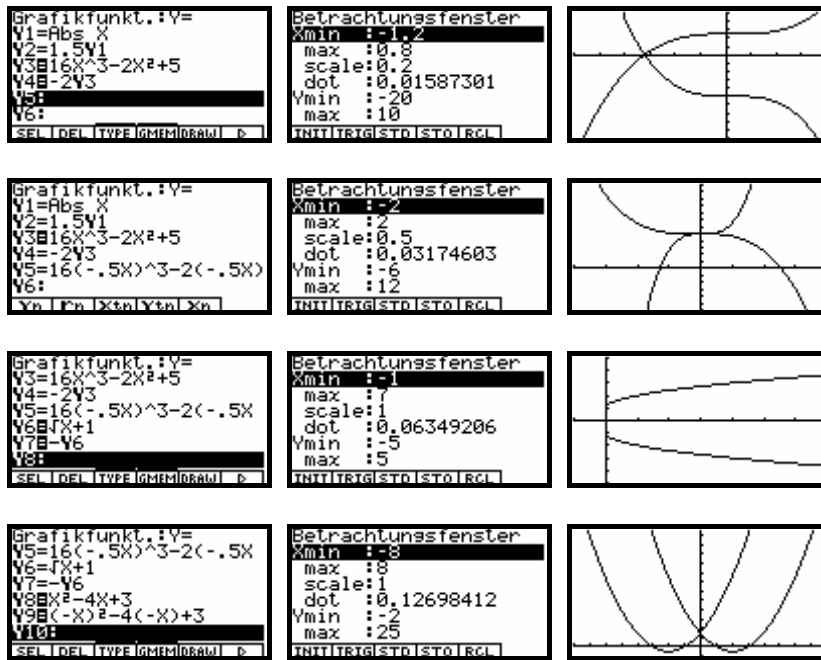 Grafikfunkt.:Y=
Y1=Abs X
Y2=1.5Y1
Y3=16X^3-2X²+5
Y4=-2Y3
Y5:
Y6:
SEL DEL TYPE GMEM DRAW ▷
Betrachtungsfenster
Xmin :-1.2
max :0.8
scale:0.2
dot :0.01587301
Ymin :-20
max :10
INIT TRIG STD STO RCL
Grafikfunkt.:Y=
Y1=Abs X
Y2=1.5Y1
Y3=16X^3-2X²+5
Y4=-2Y3
Y5=16(-.5X)^3-2(-.5X)
Y6:
Yn rn Xtn Ytn Xn
Betrachtungsfenster
Xmin :-2
max :2
scale:0.5
dot :0.03174603
Ymin :-6
max :12
INIT TRIG STD STO RCL
Grafikfunkt.:Y=
Y3=16X^3-2X²+5
Y4=-2Y3
Y5=16(-.5X)^3-2(-.5X
Y6=√X+1
Y7=-Y6
Y8:
SEL DEL TYPE GMEM DRAW ▷
Betrachtungsfenster
Xmin :-1
max :7
scale:1
dot :0.06349206
Ymin :-5
max :5
INIT TRIG STD STO RCL
Grafikfunkt.:Y=
Y5=16(-.5X)^3-2(-.5X
Y6=√X+1
Y7=-Y6
Y8=X²-4X+3
Y9=(-X)²-4(-X)+3
Y10:
SEL DEL TYPE GMEM DRAW ▷
Betrachtungsfenster
Xmin :-8
max :8
scale:1
dot :0.12698412
Ymin :-2
max :25
INIT TRIG STD STO RCL